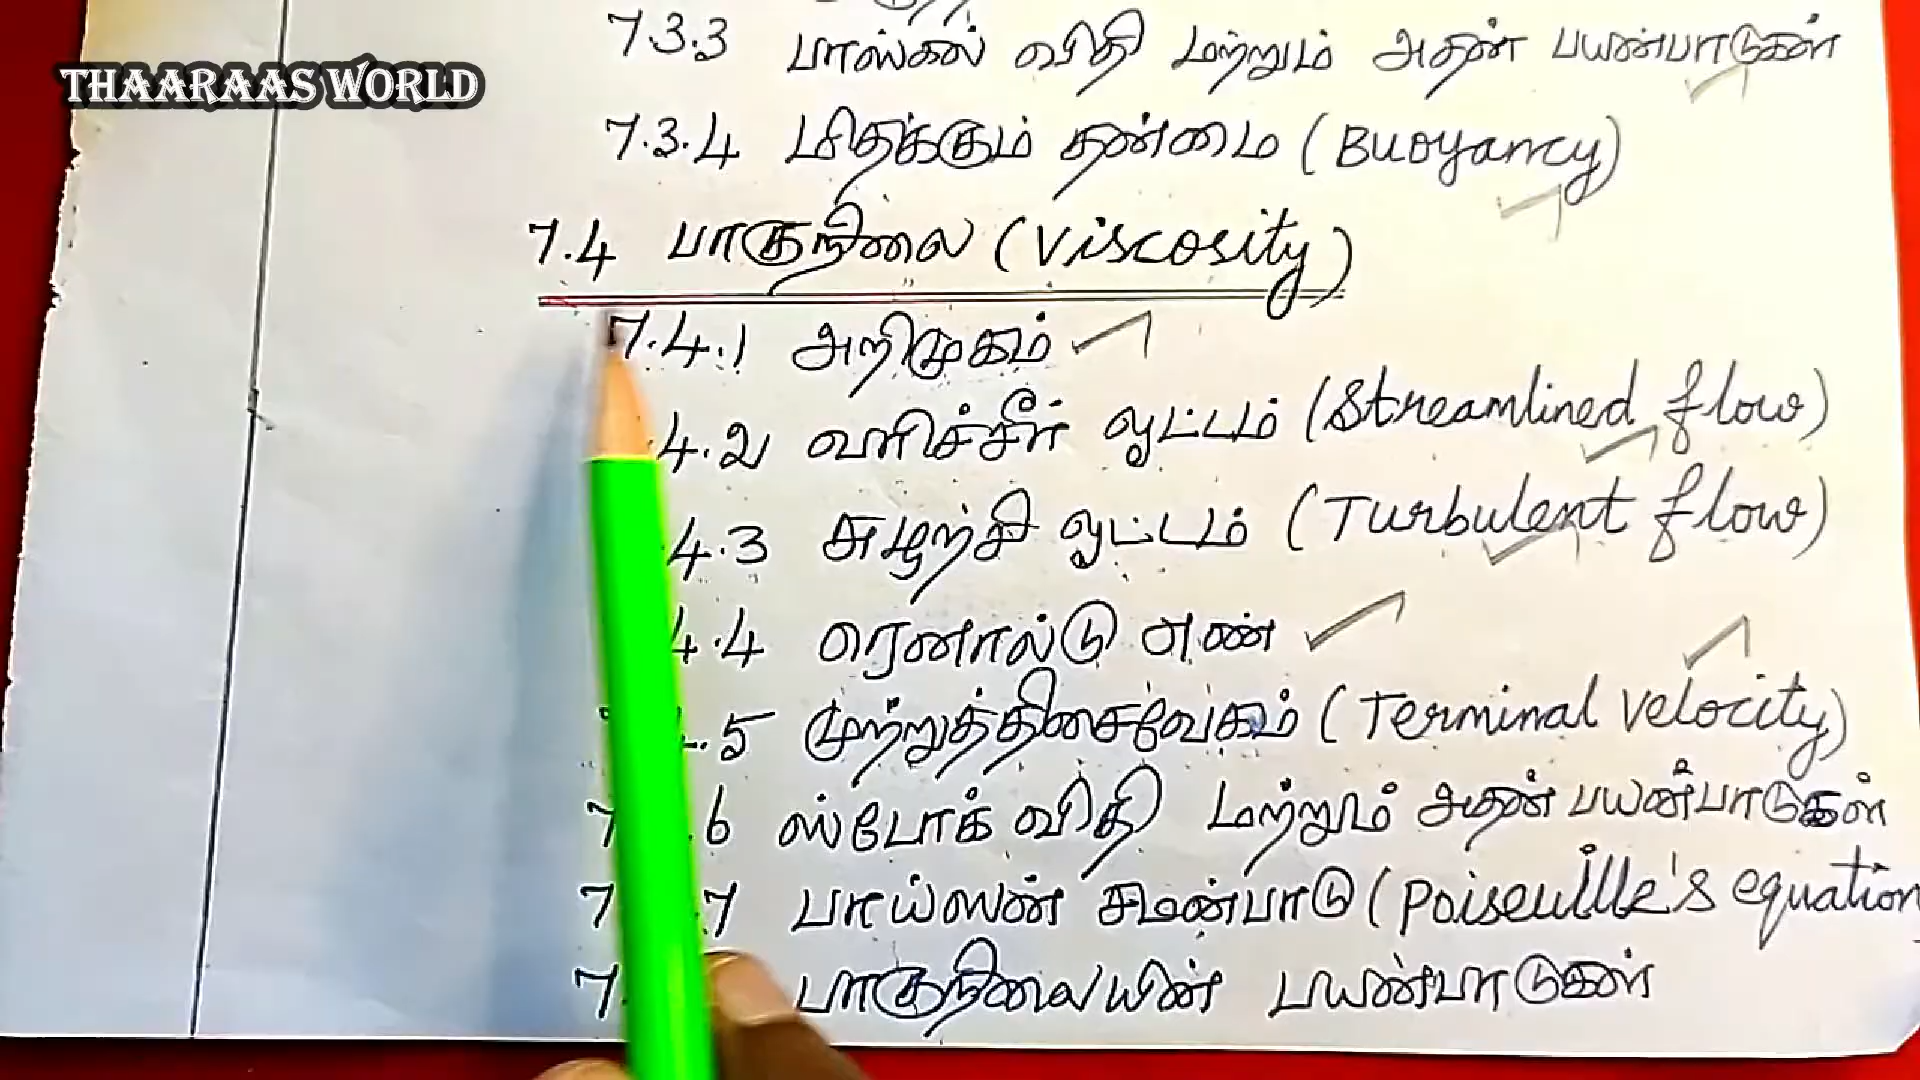 THAARAAS WORLD
7.3.3 பாஸ்கல் விதி மற்றும் அதன் பயன்பாடுகள்
7.3.4 மிதக்கும் தன்மை (Buoyancy)
7.4 பாகுநிலை (Viscosity)
7.4.1 அறிமுகம்
4.2 வரிச்சீர் ஓட்டம் (Streamlined flow)
4.3 சுழற்சி ஓட்டம் (Turbulent flow)
4.4 ரெனால்டு எண்
.5 முற்றுத்திசைவேகம் (Terminal velocity)
7 .6 ஸ்டோக் விதி மற்றும் அதன் பயன்பாடுகள்
7 .7 பாய்ஸன் சமன்பாடு (Poiseuille's equation
7. பாகுநிலையின் பயன்பாடுகள்